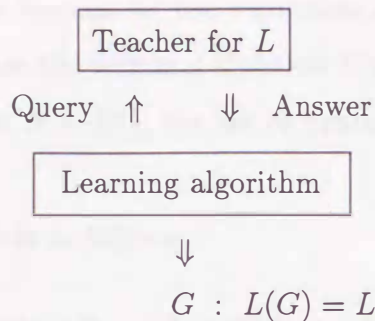 Teacher for L
Query ⇑ ⇓ Answer
Learning algorithm
⇓
G : L(G) = L